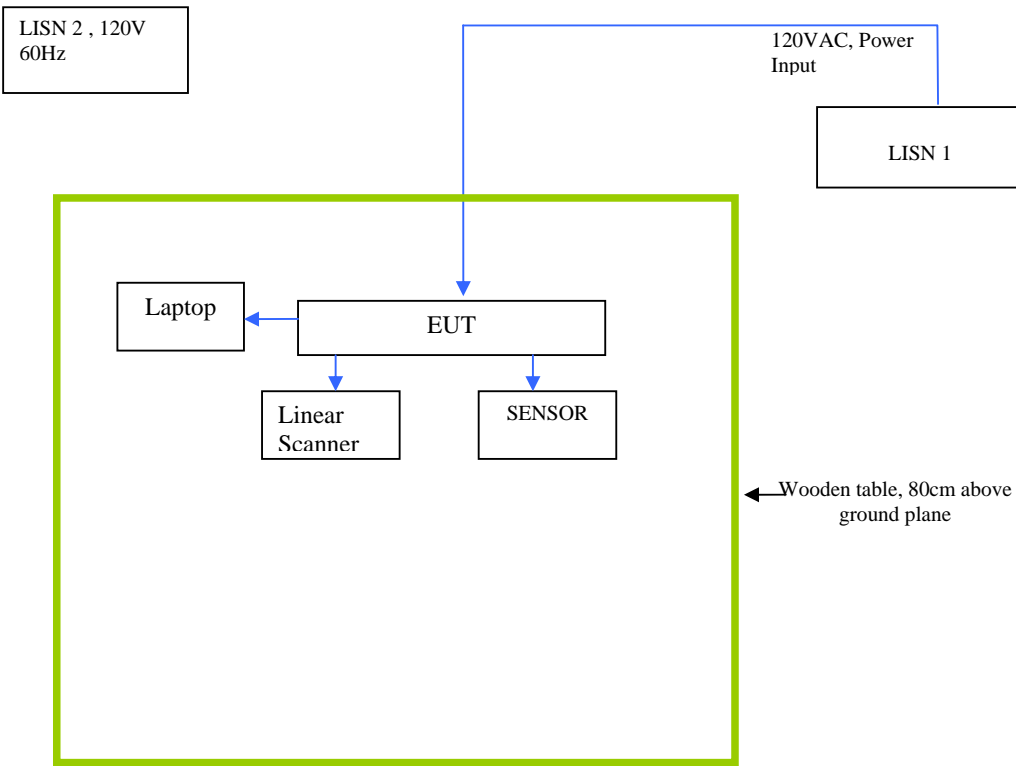 LISN 2 , 120V
60Hz
120VAC, Power
Input
LISN 1
Laptop
EUT
Linear
Scanner
SENSOR
Wooden table, 80cm above
ground plane